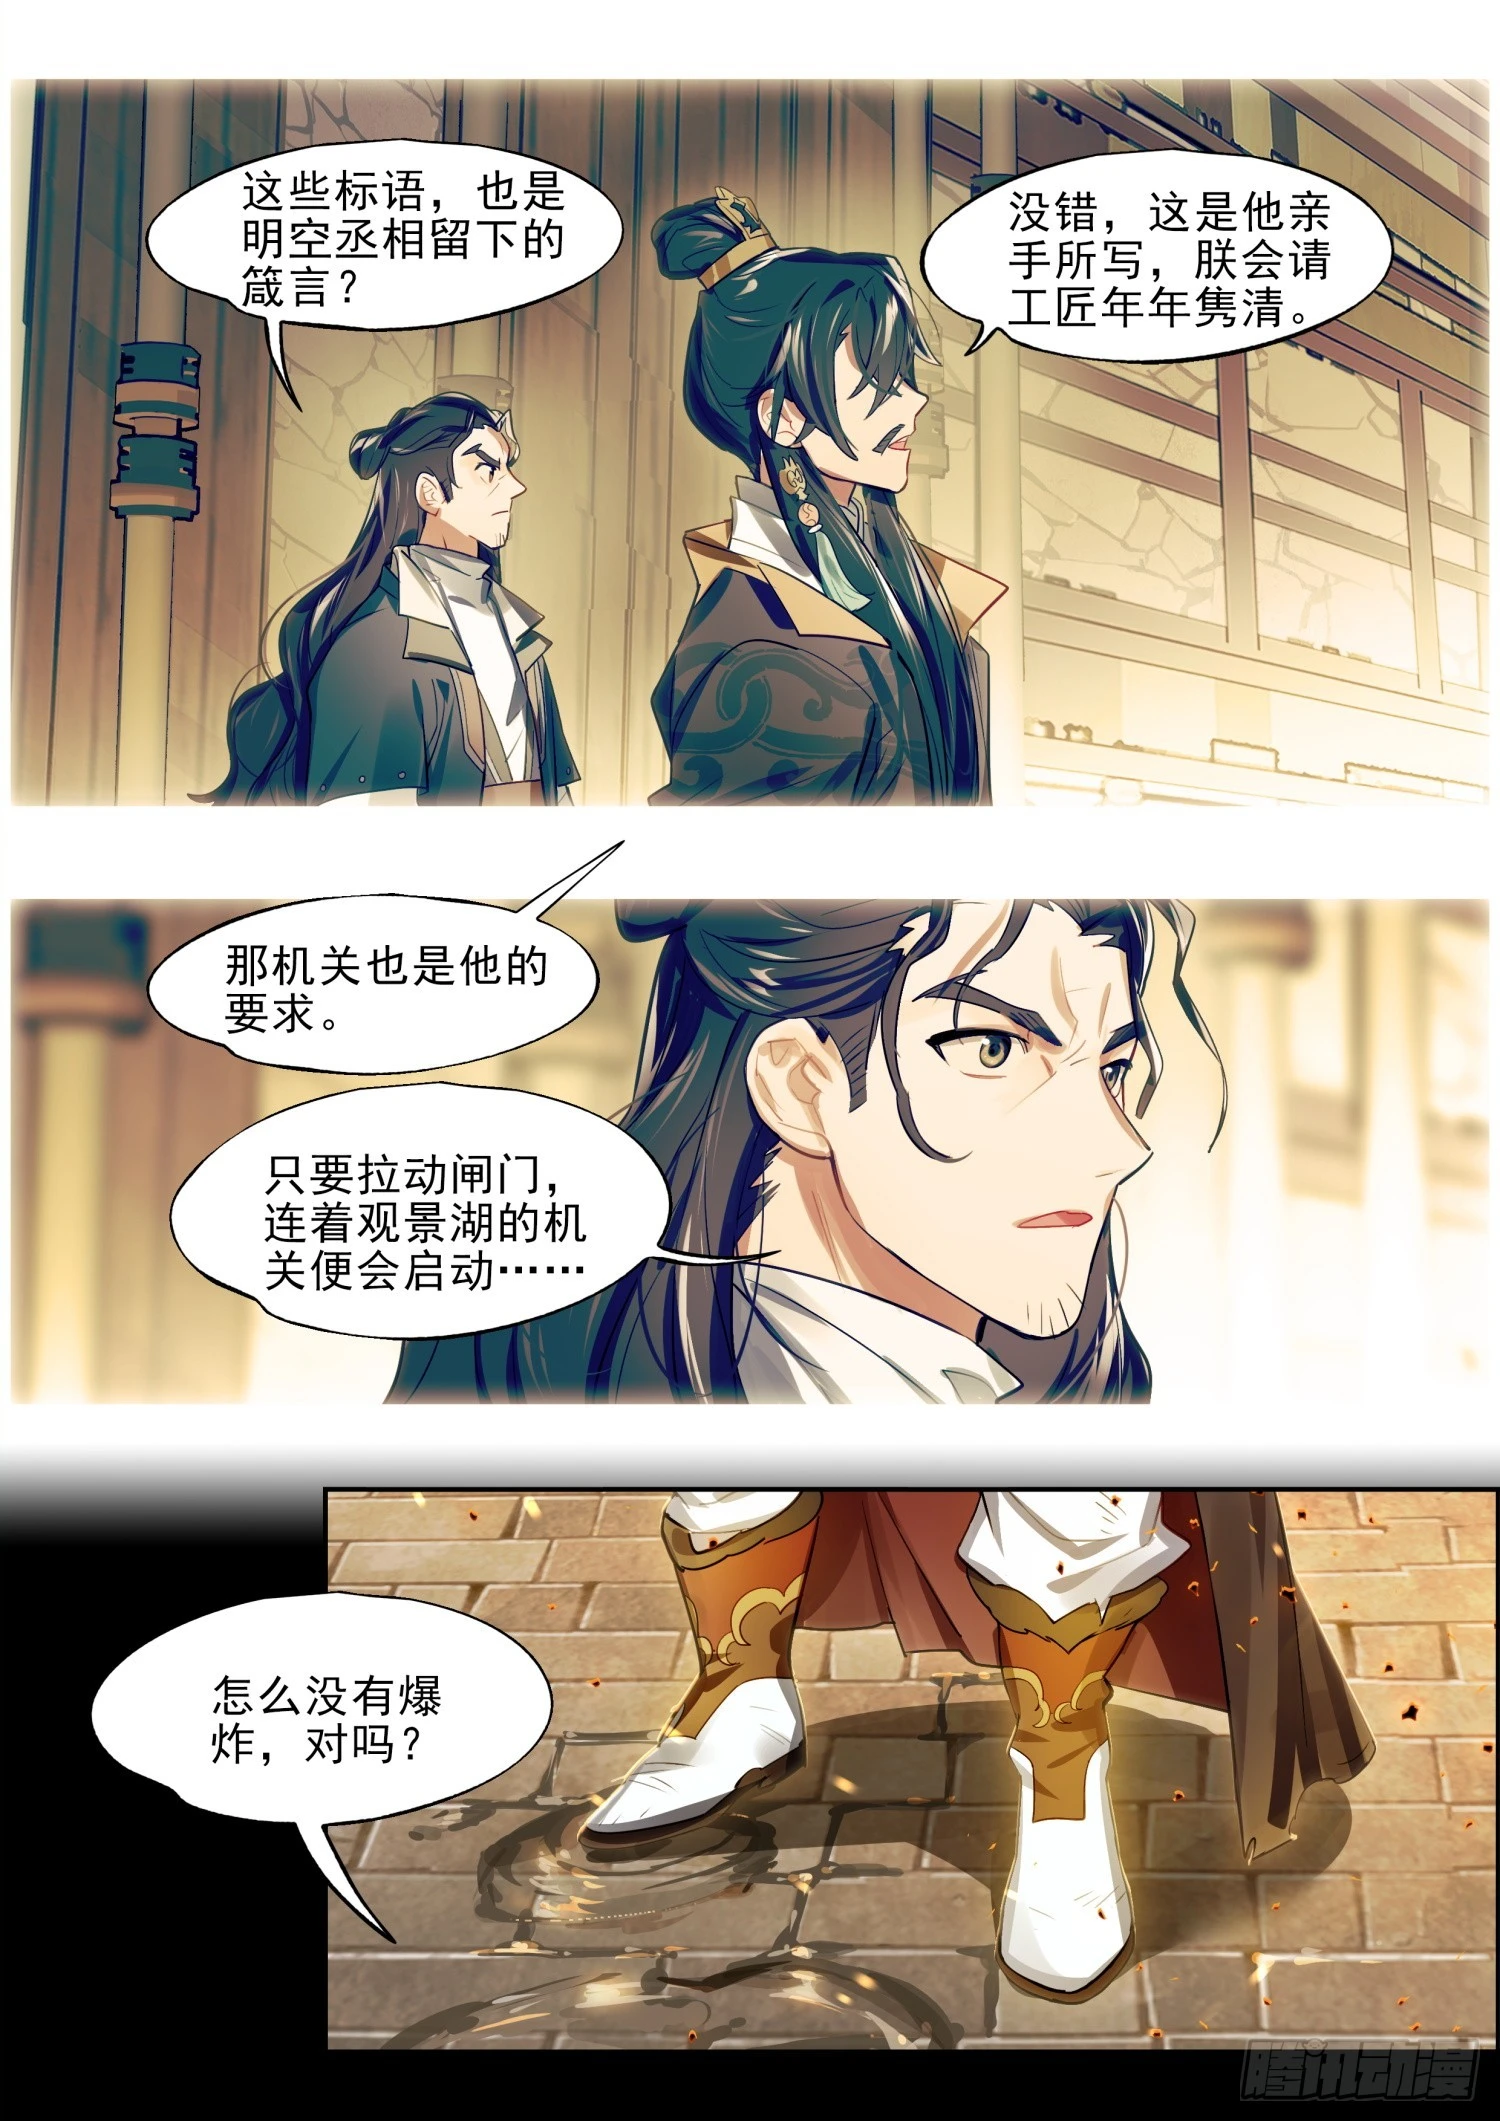 这些标语，也是
明空丞相留下的
箴言？
没错，这是他亲
手所写，朕会请
工匠年年隽清。
那机关也是他的
要求。
只要拉动闸门，
连着观景湖的机
关便会启动……
怎么没有爆
炸，对吗？
腾讯动漫